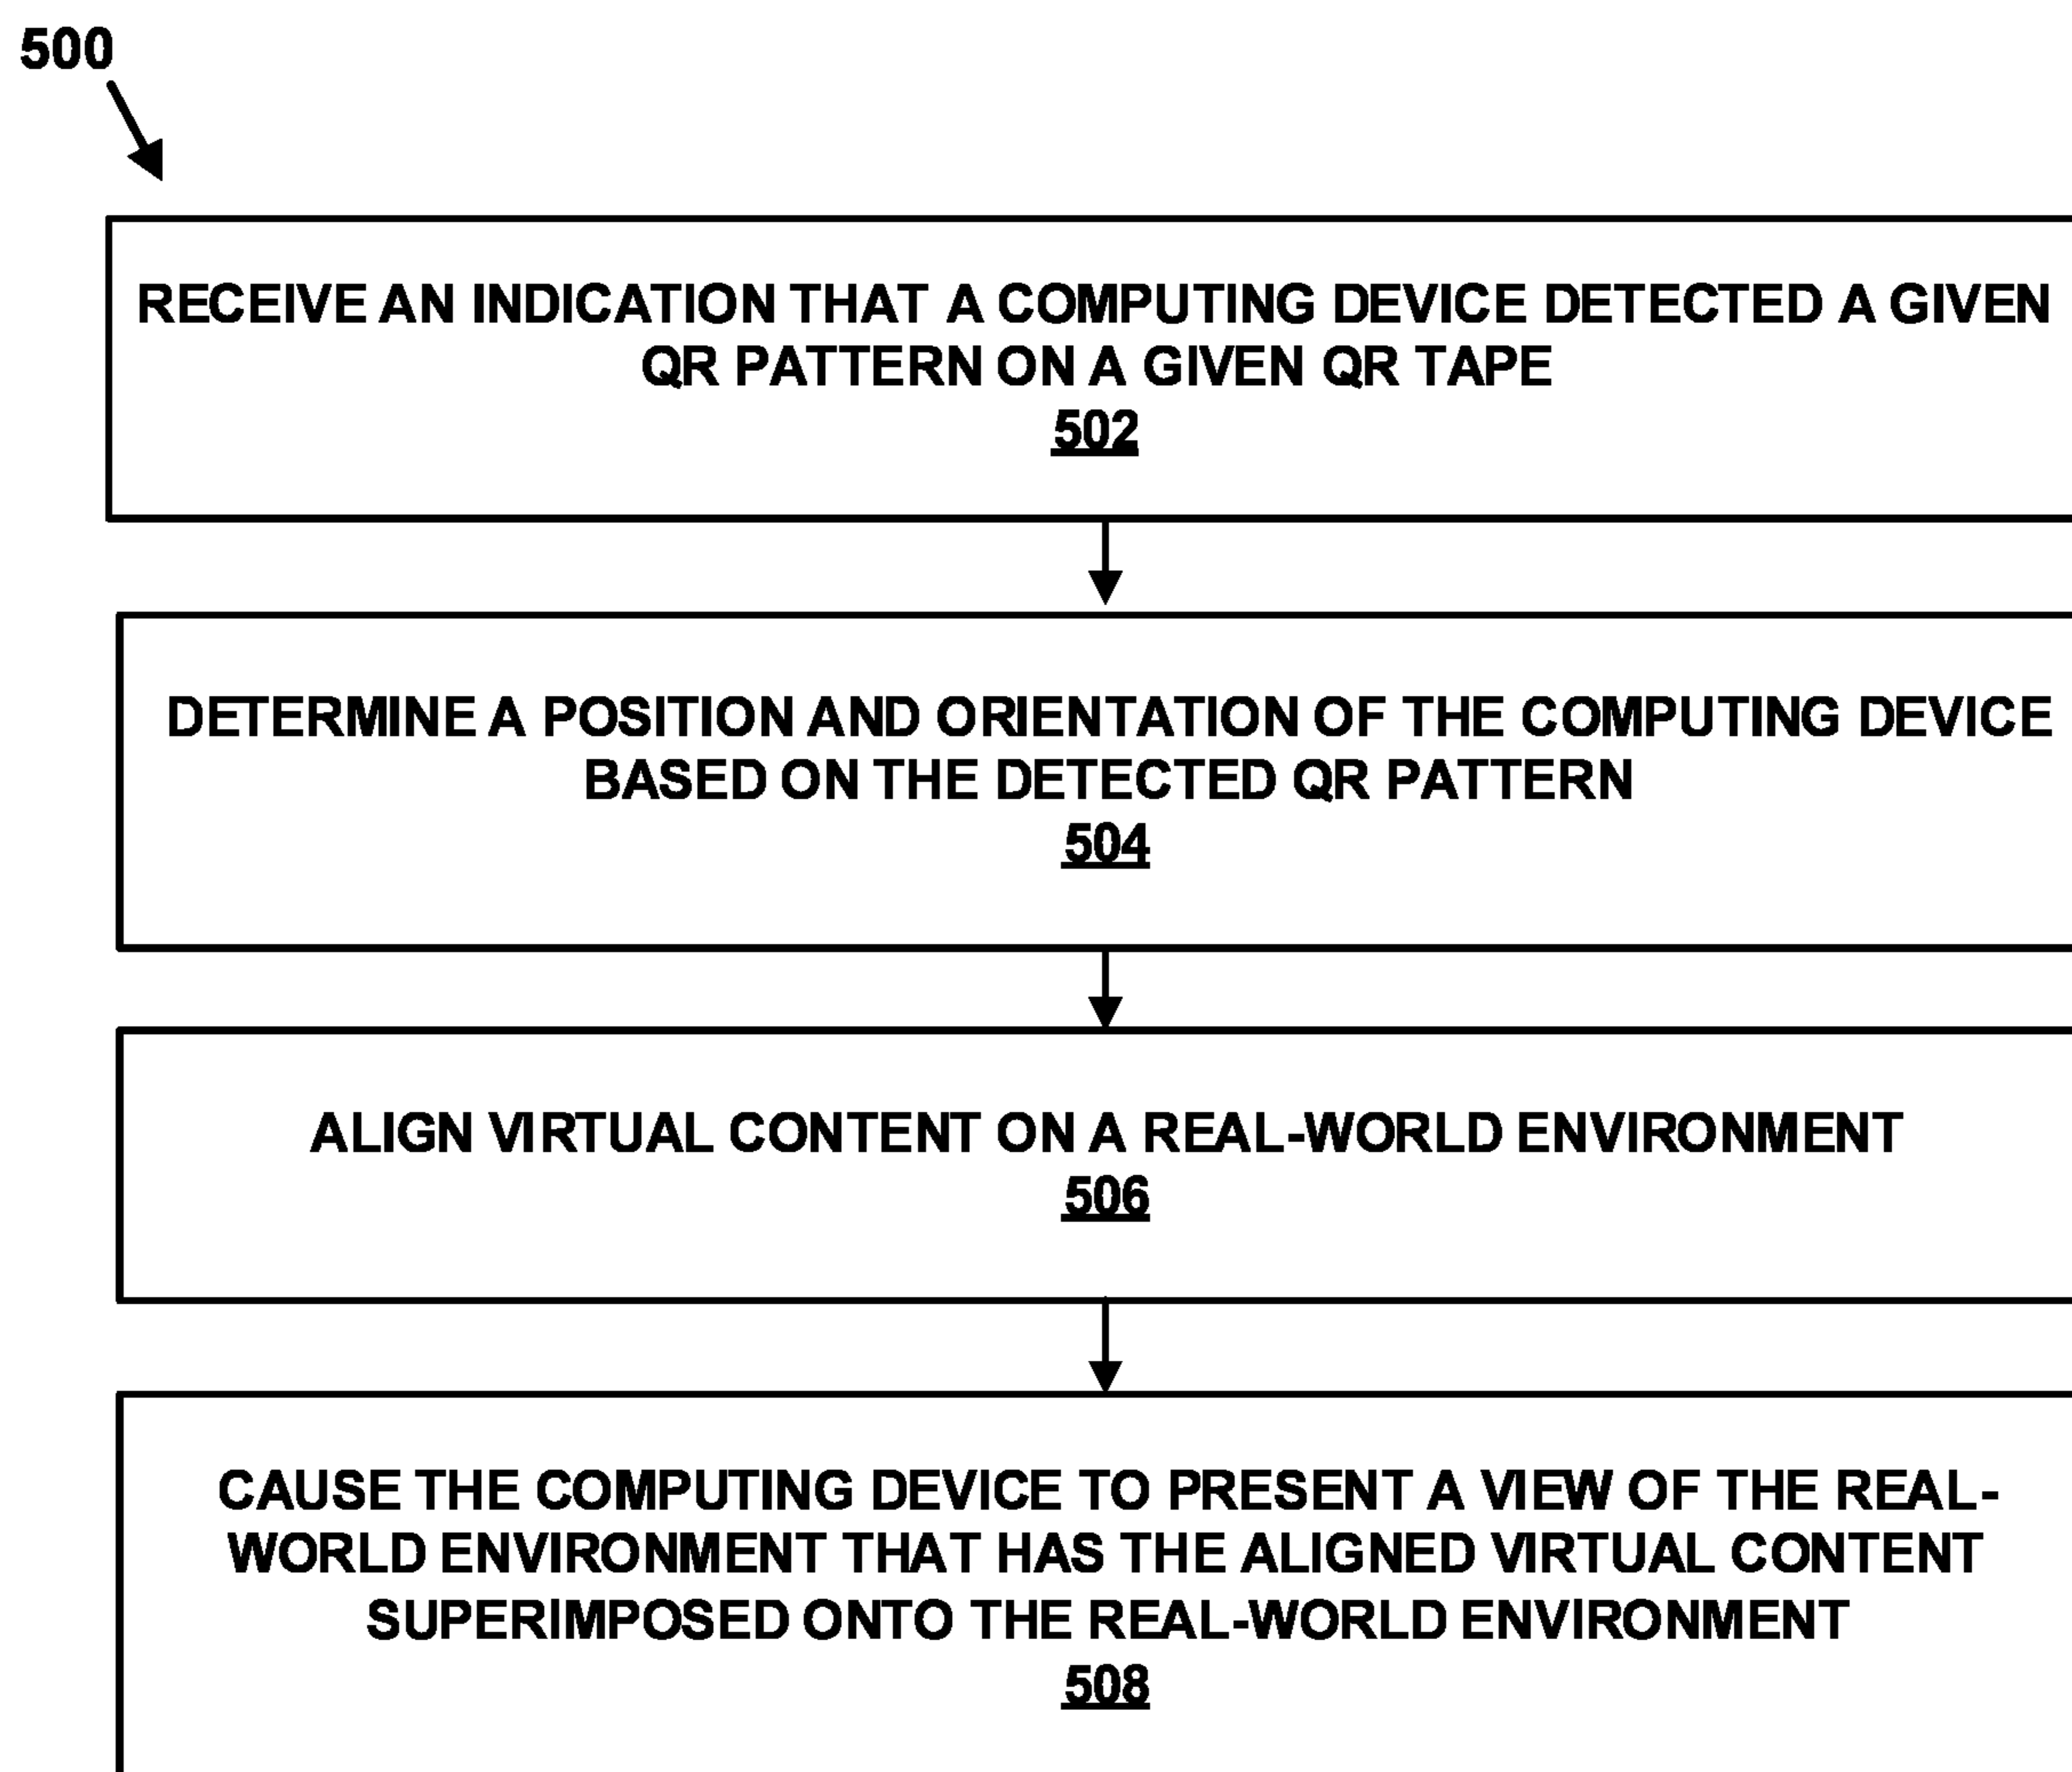 500
RECEIVE AN INDICATION THAT A COMPUTING DEVICE DETECTED A GIVEN
QR PATTERN ON A GIVEN QR TAPE
502
DETERMINE A POSITION AND ORIENTATION OF THE COMPUTING DEVICE
BASED ON THE DETECTED QR PATTERN
504
ALIGN VIRTUAL CONTENT ON A REAL-WORLD ENVIRONMENT
506
CAUSE THE COMPUTING DEVICE TO PRESENT A VIEW OF THE REAL-
WORLD ENVIRONMENT THAT HAS THE ALIGNED VIRTUAL CONTENT
SUPERIMPOSED ONTO THE REAL-WORLD ENVIRONMENT
508